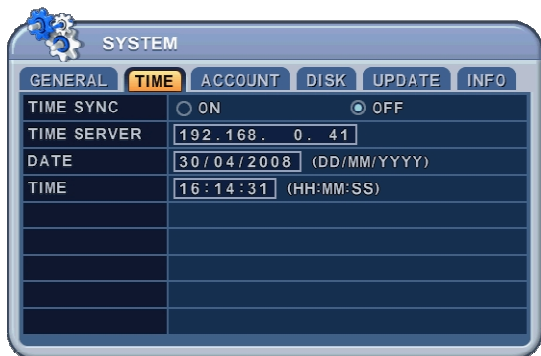 SYSTEM
GENERAL TIME ACCOUNT DISK UPDATE INFO
TIME SYNC ON OFF
TIME SERVER 192.168. 0. 41
DATE 30/04/2008 (DD/MM/YYYY)
TIME 16:14:31 (HH:MM:SS)